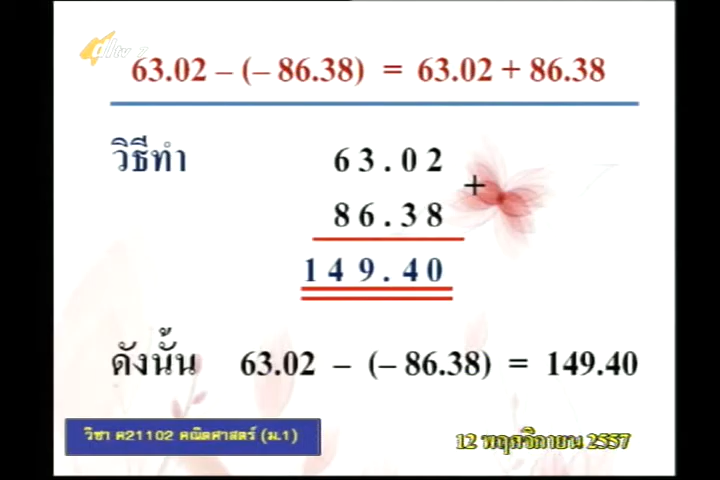 63.02 – (– 86.38) = 63.02 + 86.38
วิธีทำ
63.02
+
86.38
149.40
ดังนั้น 63.02 – (– 86.38) = 149.40
วิชา ค21102 คณิตศาสตร์ (ม.1)
12 พฤศจิกายน 2557